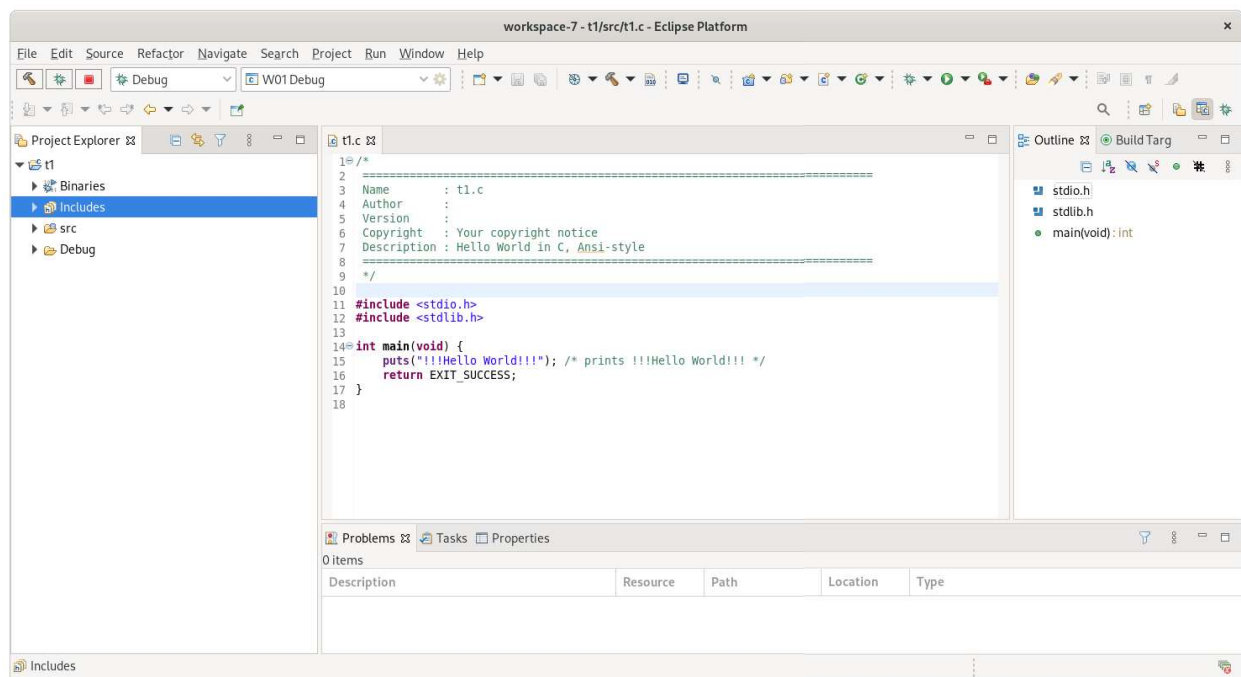 workspace-7 - t1/src/t1.c - Eclipse Platform
File Edit Source Refactor Navigate Search Project Run Window Help
Debug
W01 Debug
Project Explorer
t1
Binaries
Includes
src
Debug
t1.c
1 /*
2 ============================================================================
3 Name        : t1.c
4 Author      :
5 Version     :
6 Copyright   : Your copyright notice
7 Description : Hello World in C, Ansi-style
8 ============================================================================
9 */
10
11 #include <stdio.h>
12 #include <stdlib.h>
13
14 int main(void) {
15     puts("!!!Hello World!!!"); /* prints !!!Hello World!!! */
16     return EXIT_SUCCESS;
17 }
18
Outline
Build Targ
stdio.h
stdlib.h
main(void) : int
Problems Tasks Properties
0 items
Description Resource Path Location Type
Includes